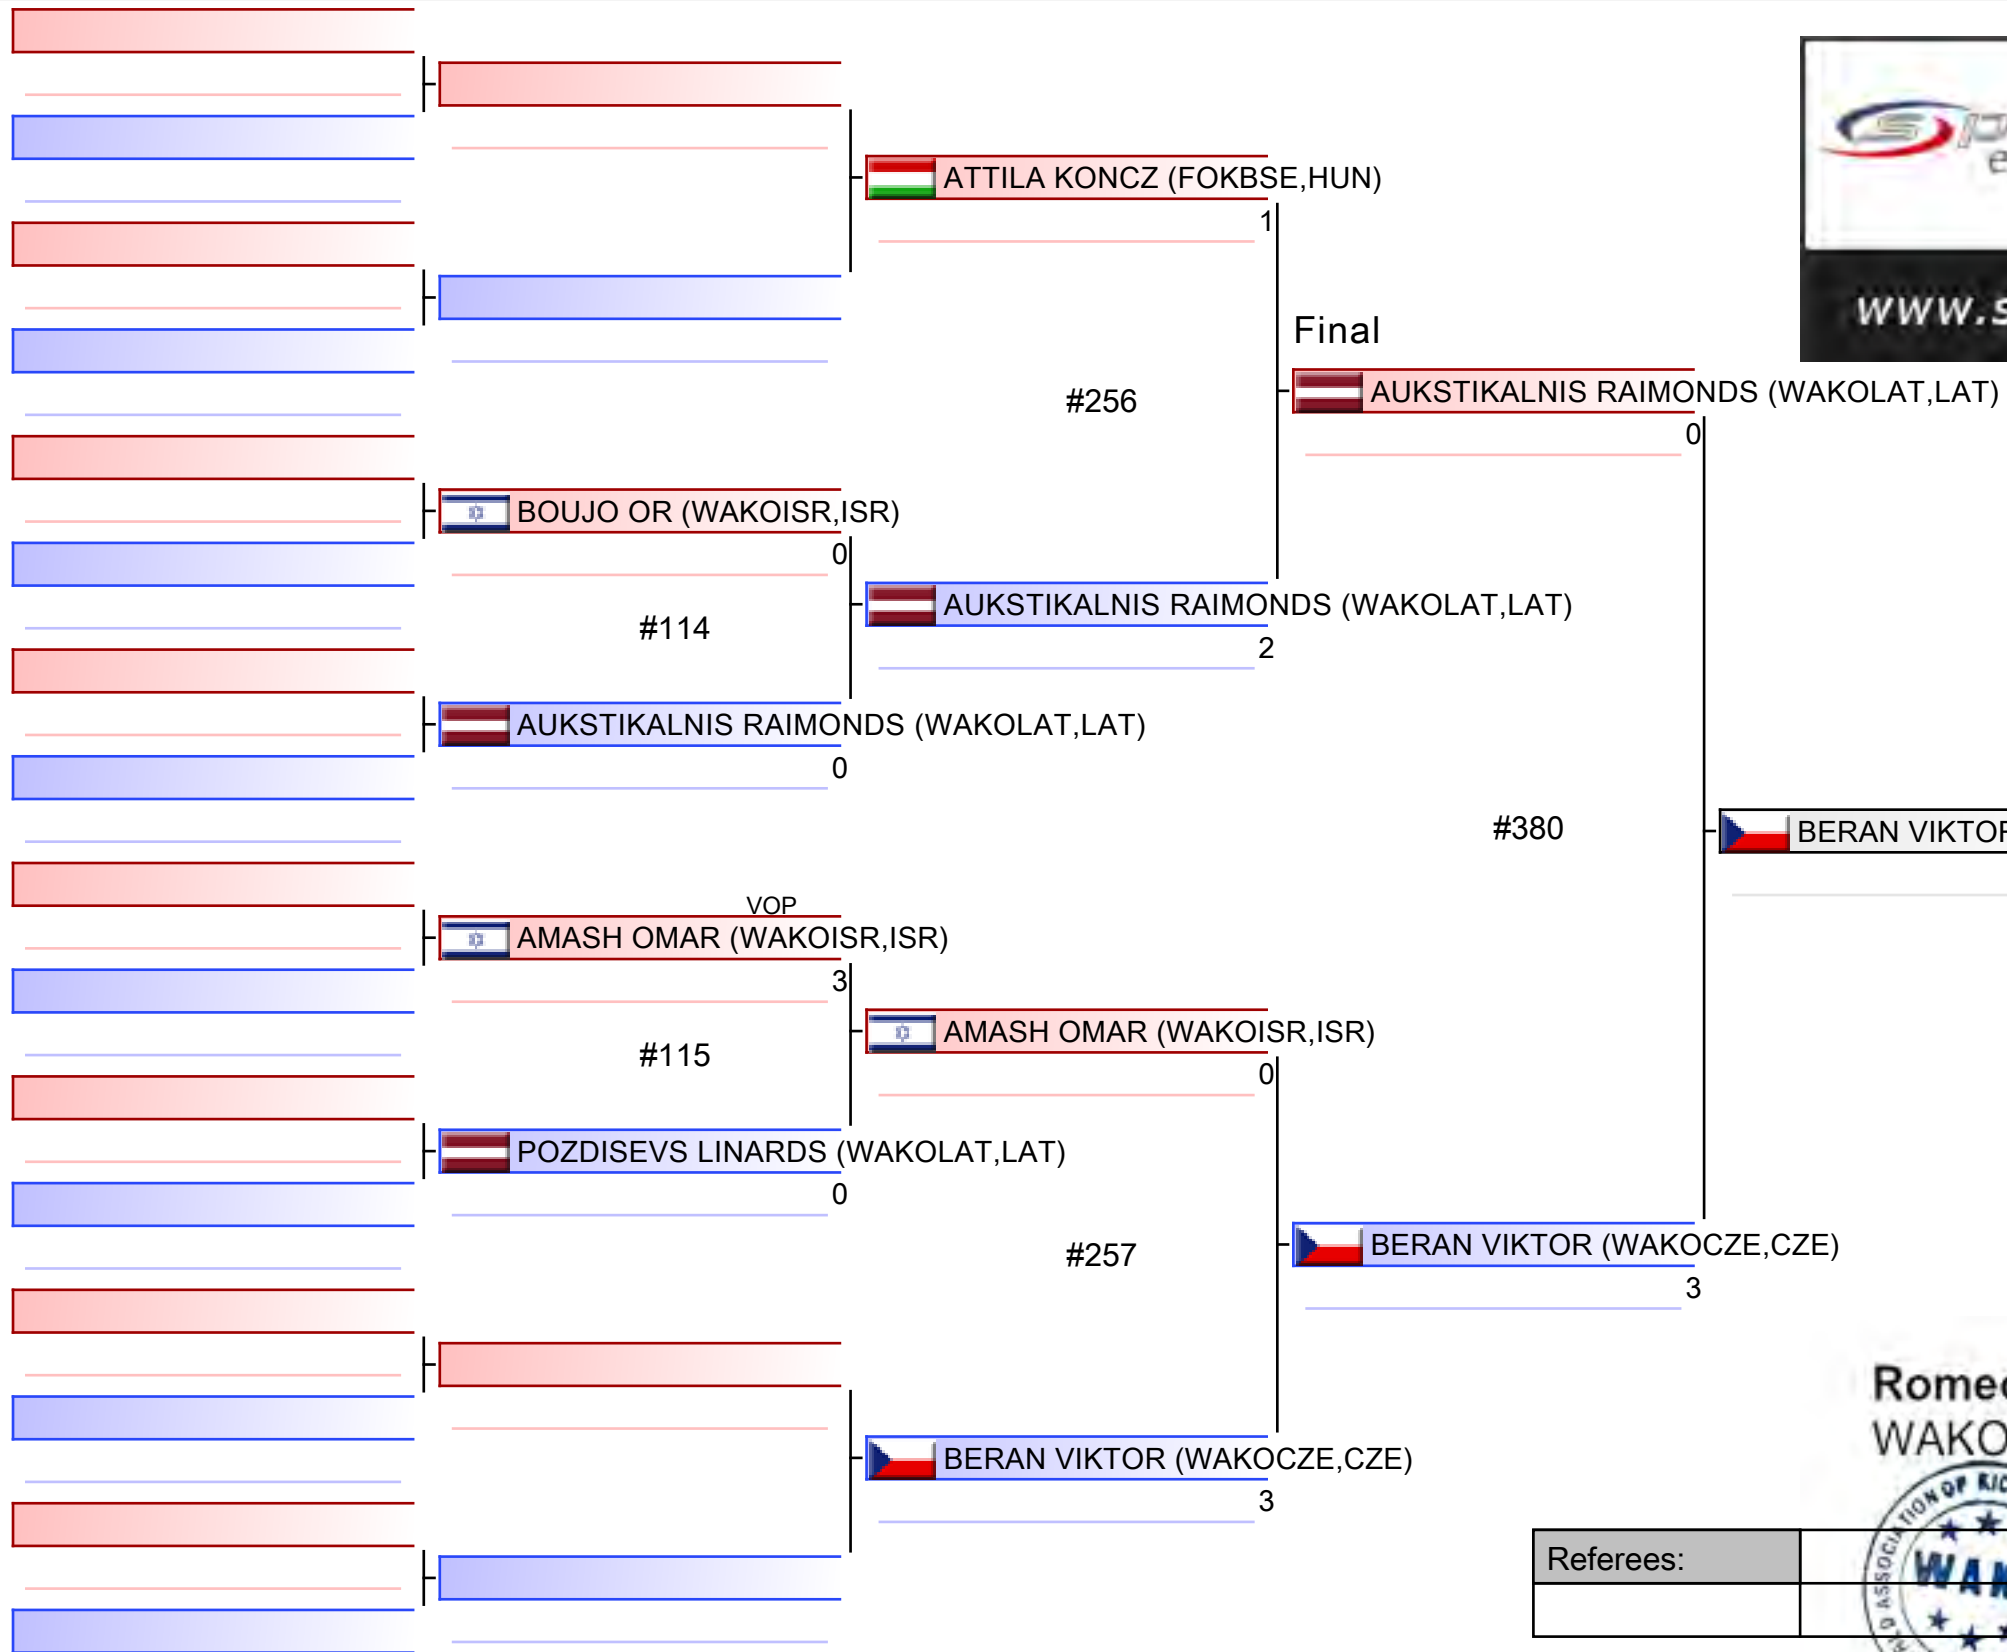 ATTILA KONCZ (FOKBSE,HUN)
1
Final
#256
AUKSTIKALNIS RAIMONDS (WAKOLAT,LAT)
0
BOUJO OR (WAKOISR,ISR)
0
AUKSTIKALNIS RAIMONDS (WAKOLAT,LAT)
2
#114
AUKSTIKALNIS RAIMONDS (WAKOLAT,LAT)
0
#380
BERAN VIKTOR
VOP
AMASH OMAR (WAKOISR,ISR)
3
AMASH OMAR (WAKOISR,ISR)
0
#115
POZDISEVS LINARDS (WAKOLAT,LAT)
0
#257
BERAN VIKTOR (WAKOCZE,CZE)
3
WAKO
BERAN VIKTOR (WAKOCZE,CZE)
3
Referees: